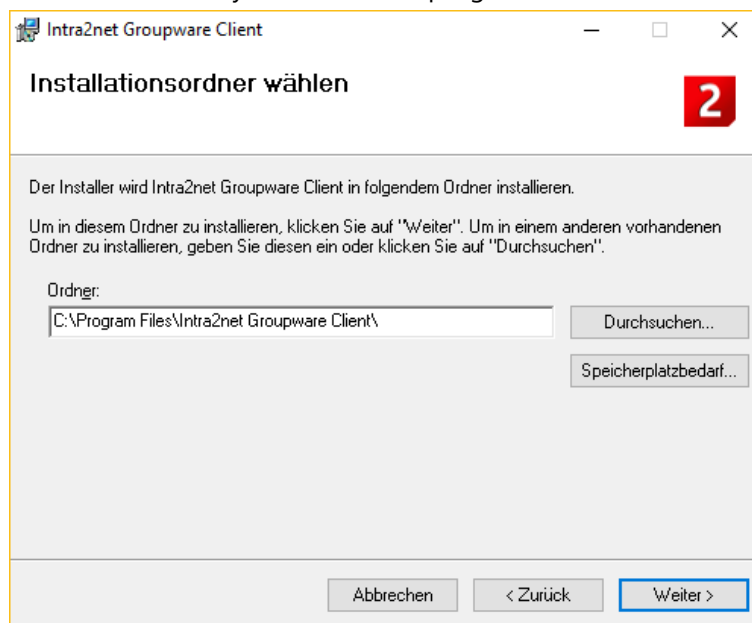 Intra2net Groupware Client
Installationsordner wählen
2
Der Installer wird Intra2net Groupware Client in folgendem Ordner installieren.
Um in diesem Ordner zu installieren, klicken Sie auf "Weiter". Um in einem anderen vorhandenen
Ordner zu installieren, geben Sie diesen ein oder klicken Sie auf "Durchsuchen".
Ordner:
C:\Program Files\Intra2net Groupware Client\
Durchsuchen...
Speicherplatzbedarf...
Abbrechen
< Zurück
Weiter >